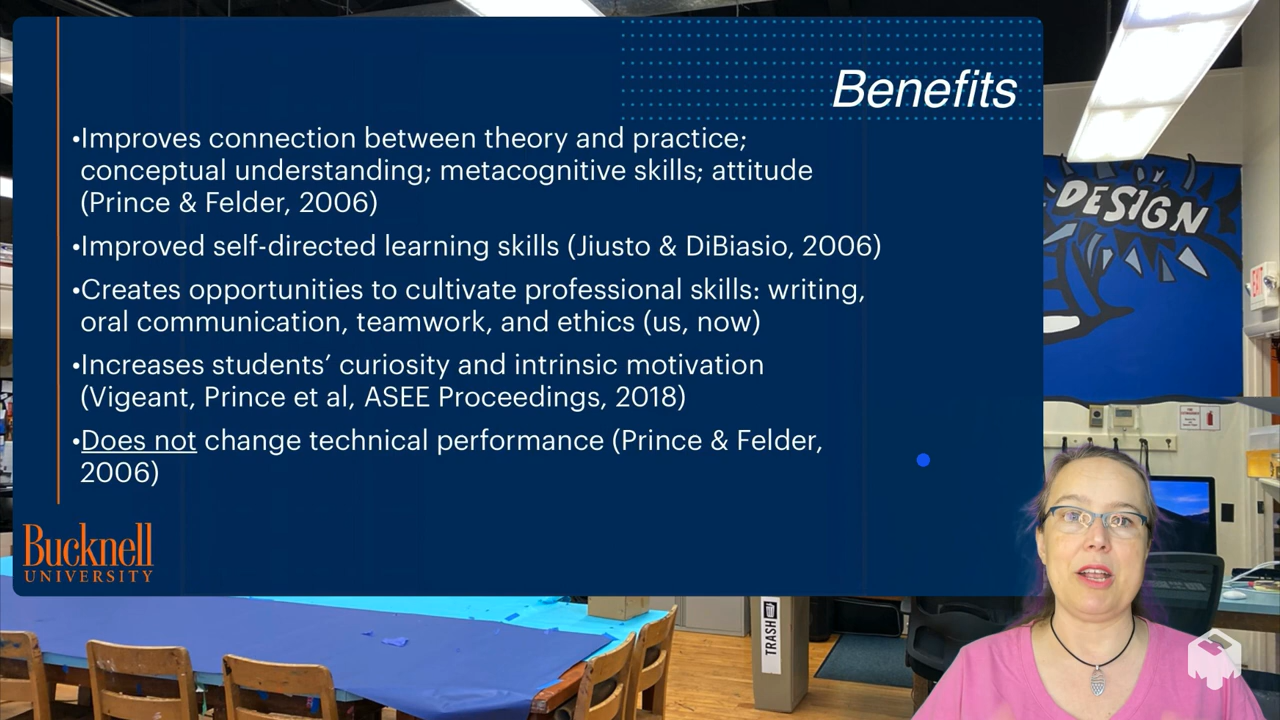 Benefits
•Improves connection between theory and practice;
conceptual understanding; metacognitive skills; attitude
(Prince & Felder, 2006)
•Improved self-directed learning skills (Jiusto & DiBiasio, 2006)
•Creates opportunities to cultivate professional skills: writing,
oral communication, teamwork, and ethics (us, now)
•Increases students’ curiosity and intrinsic motivation
(Vigeant, Prince et al, ASEE Proceedings, 2018)
•Does not change technical performance (Prince & Felder,
2006)
Bucknell
UNIVERSITY
DESIGN
EXIT
TRASH